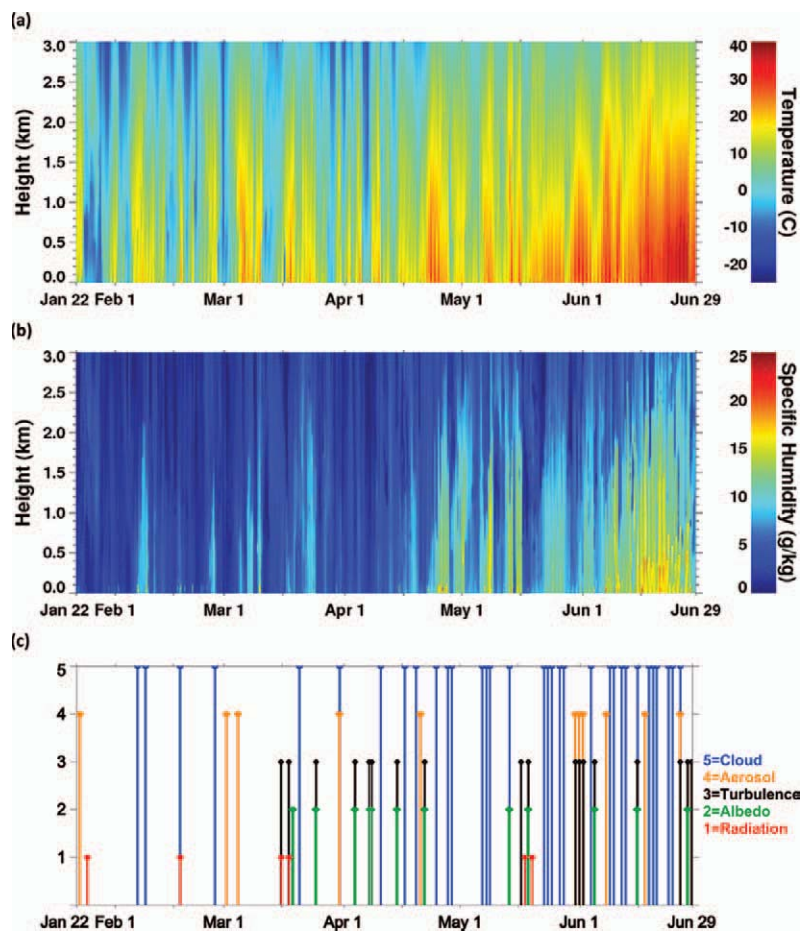 (a)
3.0
2.5
2.0
1.5
1.0
0.5
0.0
Height (km)
Jan 22 Feb 1 Mar 1 Apr 1 May 1 Jun 1 Jun 29
40
30
20
10
0
-10
-20
Temperature (C)
(b)
3.0
2.5
2.0
1.5
1.0
0.5
0.0
Height (km)
Jan 22 Feb 1 Mar 1 Apr 1 May 1 Jun 1 Jun 29
25
20
15
10
5
0
Specific Humidity (g/kg)
(c)
5
4
3
2
1
Jan 22 Feb 1 Mar 1 Apr 1 May 1 Jun 1 Jun 29
5=Cloud
4=Aerosol
3=Turbulence
2=Albedo
1=Radiation